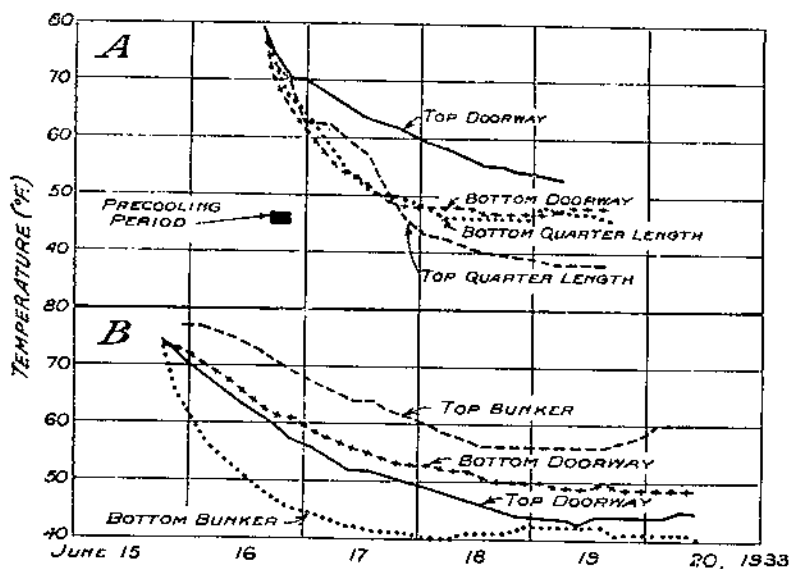 80
A
70
TOP DOORWAY
60
TEMPERATURE (°F.)
50
PRECOOLING
PERIOD
BOTTOM DOORWAY
BOTTOM QUARTER LENGTH
40
TOP QUARTER LENGTH
80
B
70
TOP BUNKER
60
BOTTOM DOORWAY
50
TOP DOORWAY
BOTTOM BUNKER
40
JUNE 15 16 17 18 19 20, 1933